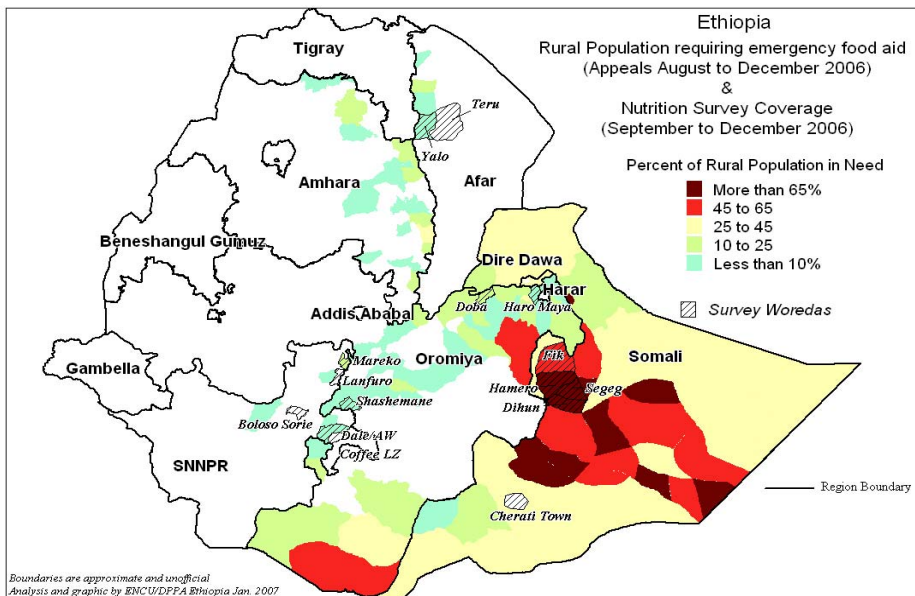 Ethiopia
Rural Population requiring emergency food aid
(Appeals August to December 2006)
&
Nutrition Survey Coverage
(September to December 2006)
Percent of Rural Population in Need
More than 65%
45 to 65
25 to 45
10 to 25
Less than 10%
Survey Woredas
Tigray
Teru
Yalo
Afar
Amhara
Beneshangul Gumuz
Dire Dawa
Harar
Doba
Haro Maya
Addis Ababa
Oromiya
Somali
Fik
Mareko
Gambella
Lanfuro
Hamero
Segeg
Shashemane
Dihun
Boloso Sorie
Dale/AW
Coffee LZ
SNNPR
Region Boundary
Cherati Town
Boundaries are approximate and unofficial
Analysis and graphic by ENCU/DPPA Ethiopia Jan. 2007